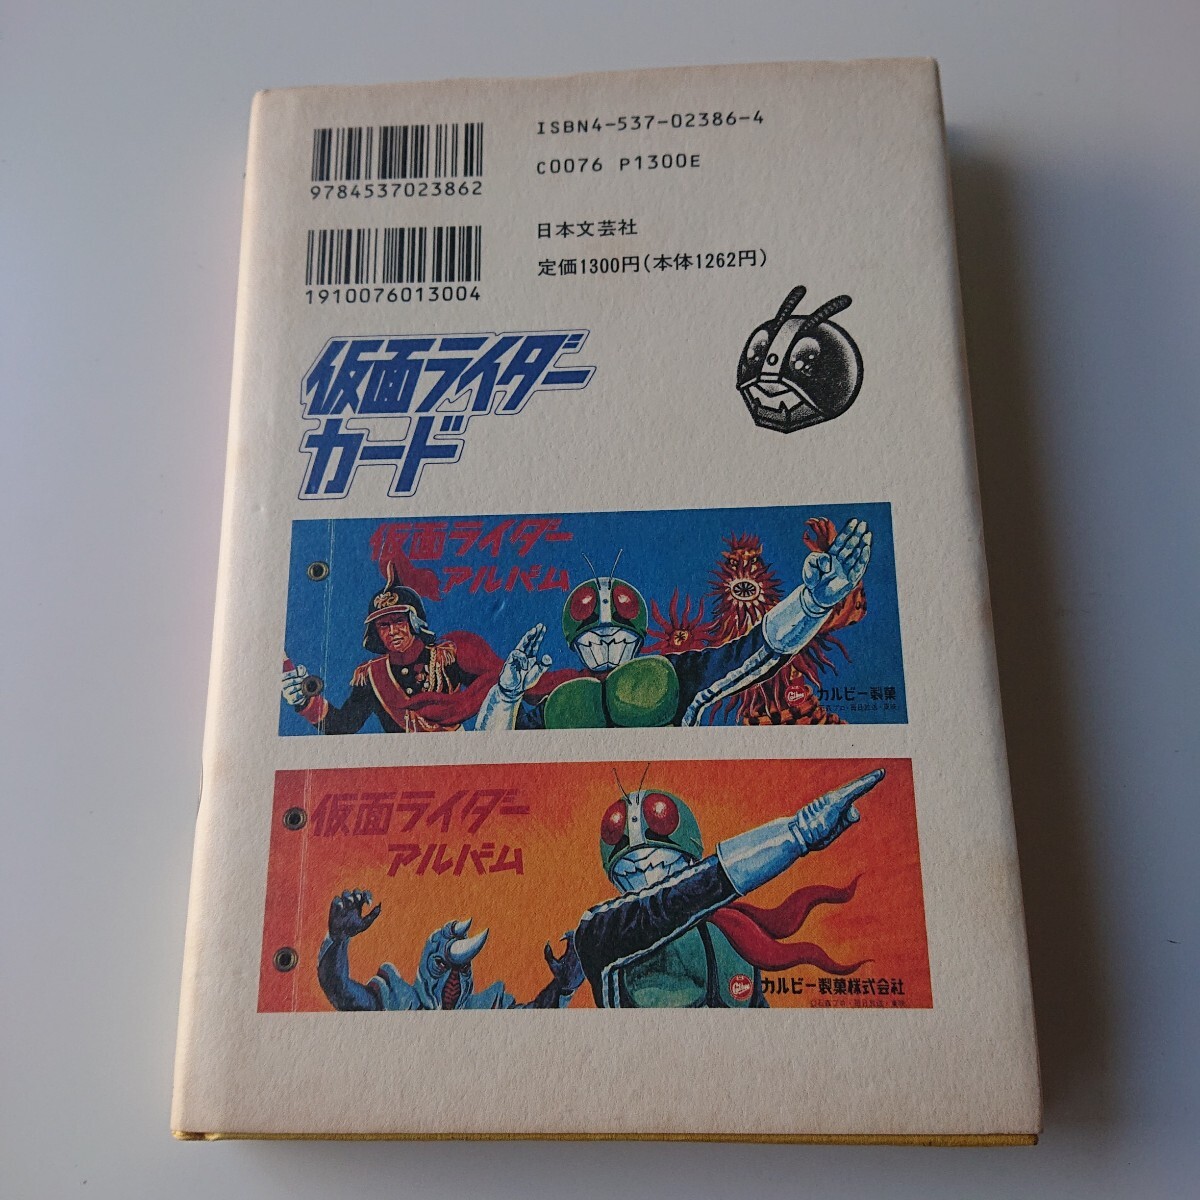 ISBN4-537-02386-4
C0076 P1300E
9784537023862
日本文芸社
定価1300円(本体1262円)
1910076013004
仮面ライダー
カード
仮面ライダー
アルバム
カルビー製菓
仮面ライダー
アルバム
カルビー製菓株式会社